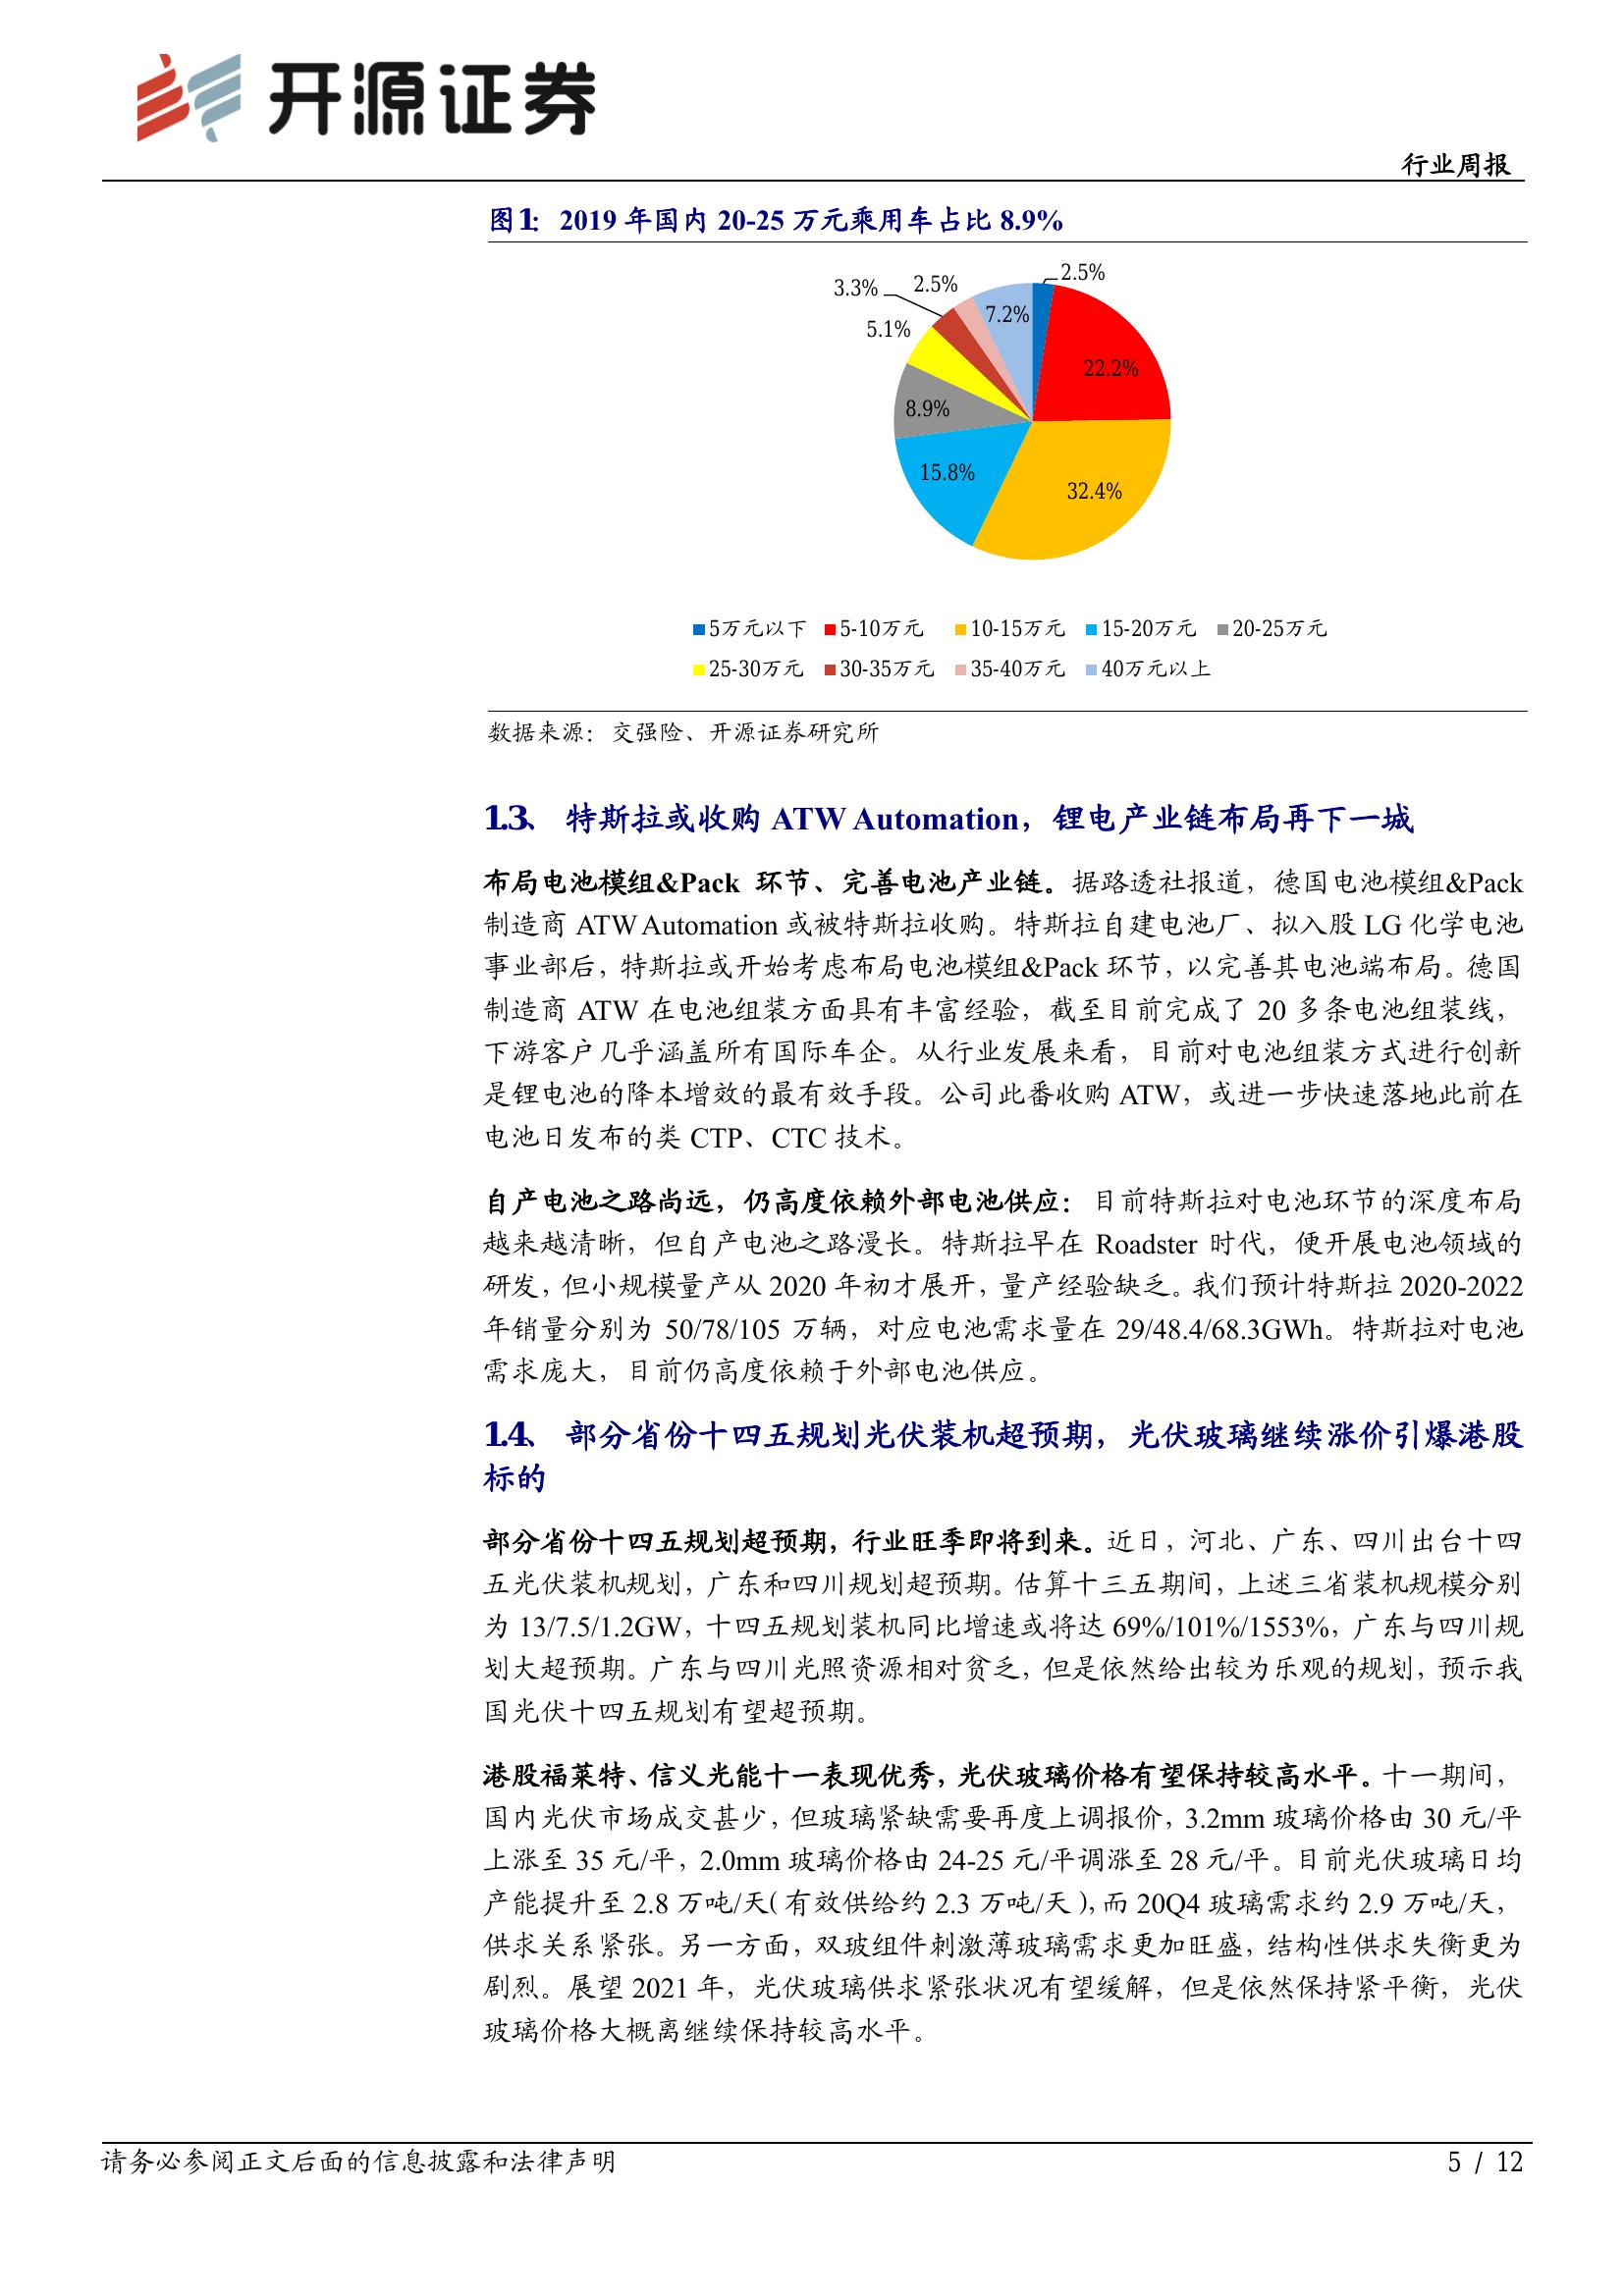 开源证券
行业周报
图1: 2019 年国内 20-25 万元乘用车占比 8.9%
2.5%
22.2%
32.4%
15.8%
8.9%
5.1%
3.3%
2.5%
7.2%
5万元以下 5-10万元 10-15万元 15-20万元 20-25万元
25-30万元 30-35万元 35-40万元 40万元以上
数据来源：交强险、开源证券研究所
1.3、 特斯拉或收购 ATW Automation，锂电产业链布局再下一城
布局电池模组&Pack 环节、完善电池产业链。据路透社报道，德国电池模组&Pack
制造商 ATW Automation 或被特斯拉收购。特斯拉自建电池厂、拟入股 LG 化学电池
事业部后，特斯拉或开始考虑布局电池模组&Pack 环节，以完善其电池端布局。德国
制造商 ATW 在电池组装方面具有丰富经验，截至目前完成了 20 多条电池组装线，
下游客户几乎涵盖所有国际车企。从行业发展来看，目前对电池组装方式进行创新
是锂电池的降本增效的最有效手段。公司此番收购 ATW，或进一步快速落地此前在
电池日发布的类 CTP、CTC 技术。
自产电池之路尚远，仍高度依赖外部电池供应：目前特斯拉对电池环节的深度布局
越来越清晰，但自产电池之路漫长。特斯拉早在 Roadster 时代，便开展电池领域的
研发，但小规模量产从 2020 年初才展开，量产经验缺乏。我们预计特斯拉 2020-2022
年销量分别为 50/78/105 万辆，对应电池需求量在 29/48.4/68.3GWh。特斯拉对电池
需求庞大，目前仍高度依赖于外部电池供应。
1.4、 部分省份十四五规划光伏装机超预期，光伏玻璃继续涨价引爆港股
标的
部分省份十四五规划超预期，行业旺季即将到来。近日，河北、广东、四川出台十四
五光伏装机规划，广东和四川规划超预期。估算十三五期间，上述三省装机规模分别
为 13/7.5/1.2GW，十四五规划装机同比增速或将达 69%/101%/1553%，广东与四川规
划大超预期。广东与四川光照资源相对贫乏，但是依然给出较为乐观的规划，预示我
国光伏十四五规划有望超预期。
港股福莱特、信义光能十一表现优秀，光伏玻璃价格有望保持较高水平。十一期间，
国内光伏市场成交甚少，但玻璃紧缺需要再度上调报价，3.2mm 玻璃价格由 30 元/平
上涨至 35 元/平，2.0mm 玻璃价格由 24-25 元/平调涨至 28 元/平。目前光伏玻璃日均
产能提升至 2.8 万吨/天（有效供给约 2.3 万吨/天），而 20Q4 玻璃需求约 2.9 万吨/天，
供求关系紧张。另一方面，双玻组件刺激薄玻璃需求更加旺盛，结构性供求失衡更为
剧烈。展望 2021 年，光伏玻璃供求紧张状况有望缓解，但是依然保持紧平衡，光伏
玻璃价格大概离继续保持较高水平。
请务必参阅正文后面的信息披露和法律声明
5 / 12